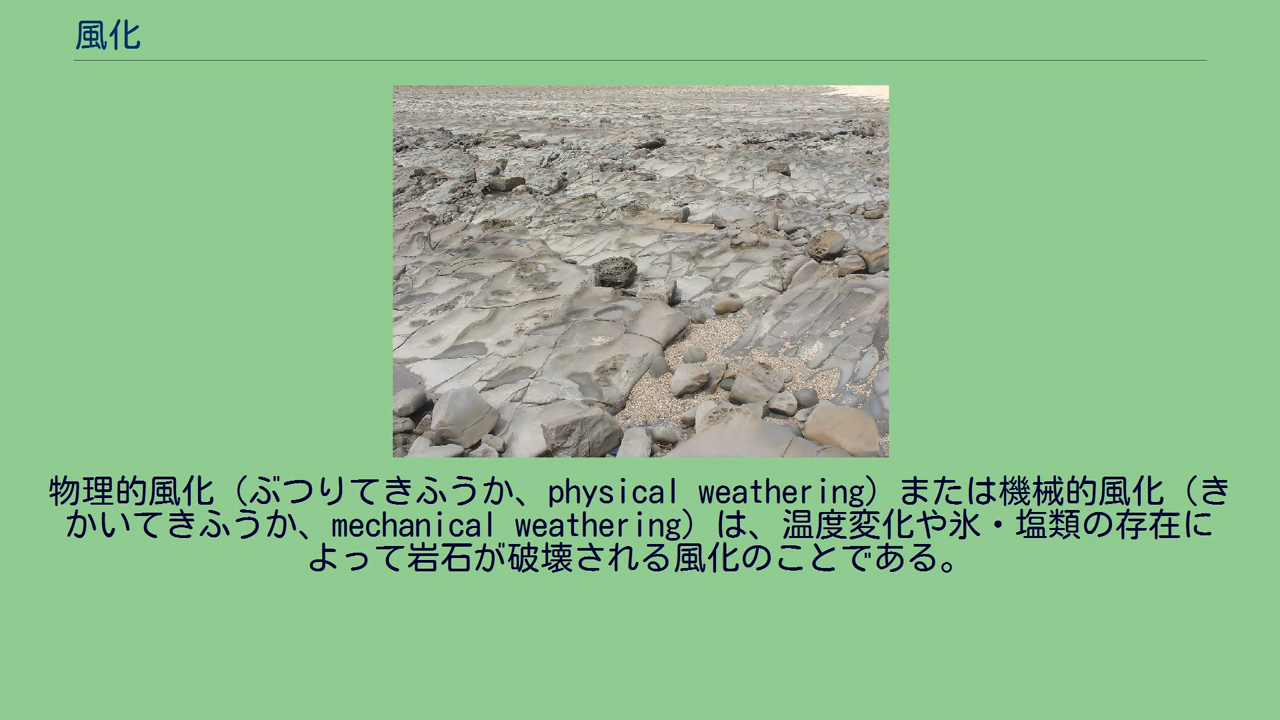 風化
物理的風化（ぶつりてきふうか、physical weathering）または機械的風化（き
かいてきふうか、mechanical weathering）は、温度変化や氷・塩類の存在に
よって岩石が破壊される風化のことである。